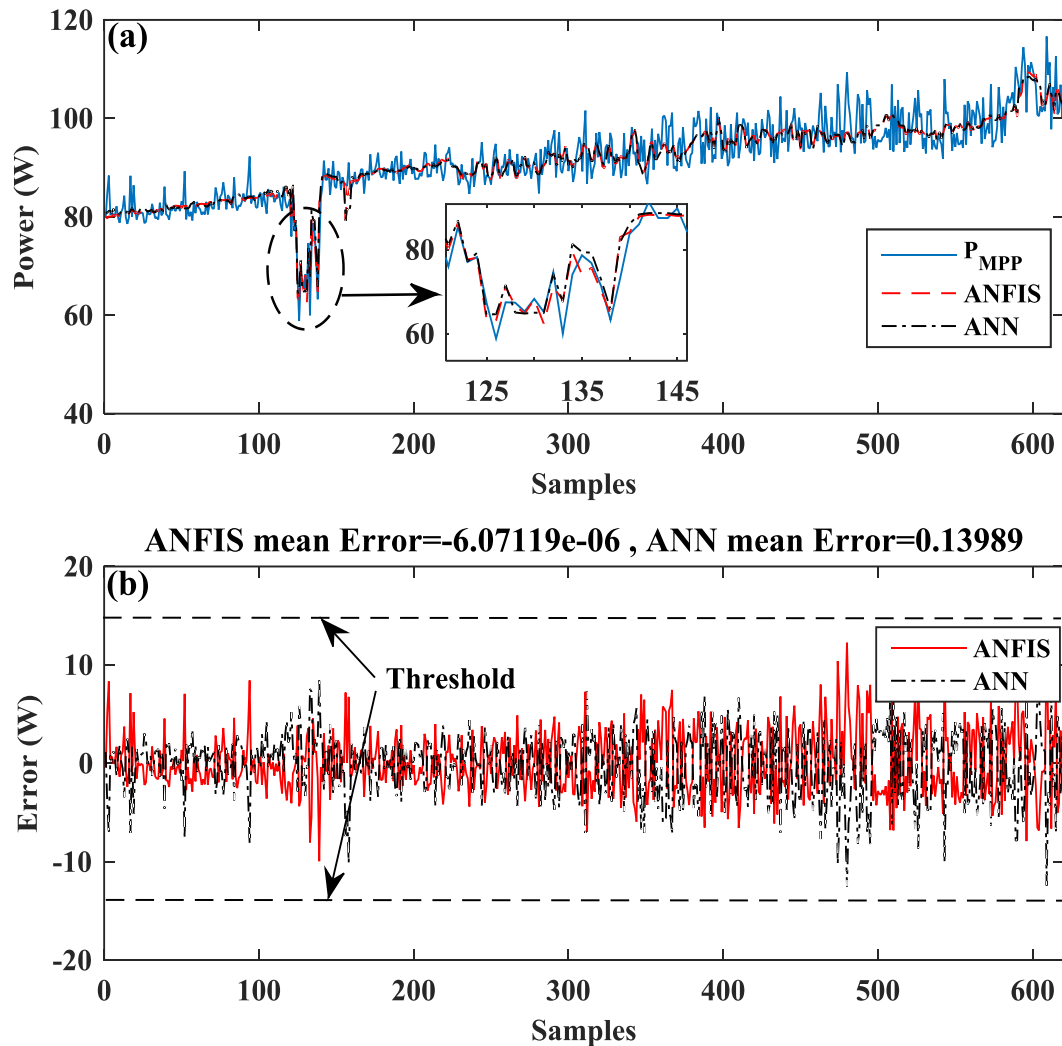 (a)
120
100
80
60
40
Power (W)
0 100 200 300 400 500 600
Samples
80
60
125 135 145
P_MPP
ANFIS
ANN
ANFIS mean Error=-6.07119e-06 , ANN mean Error=0.13989
(b)
20
10
0
-10
-20
Error (W)
Threshold
ANFIS
ANN
0 100 200 300 400 500 600
Samples